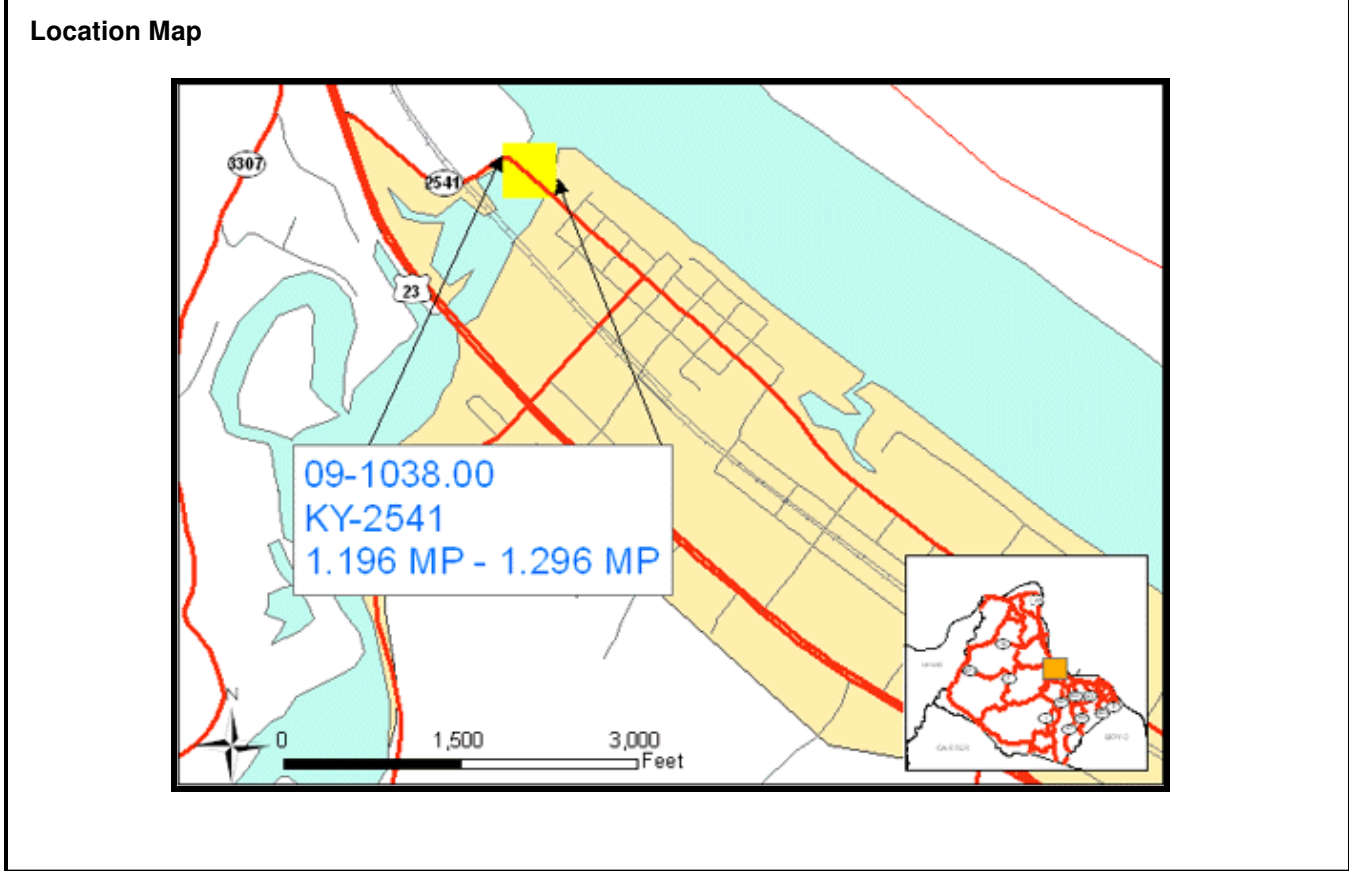 Location Map
3307
2541
23
09-1038.00
KY-2541
1.196 MP - 1.296 MP
N
0 1,500 3,000
Feet